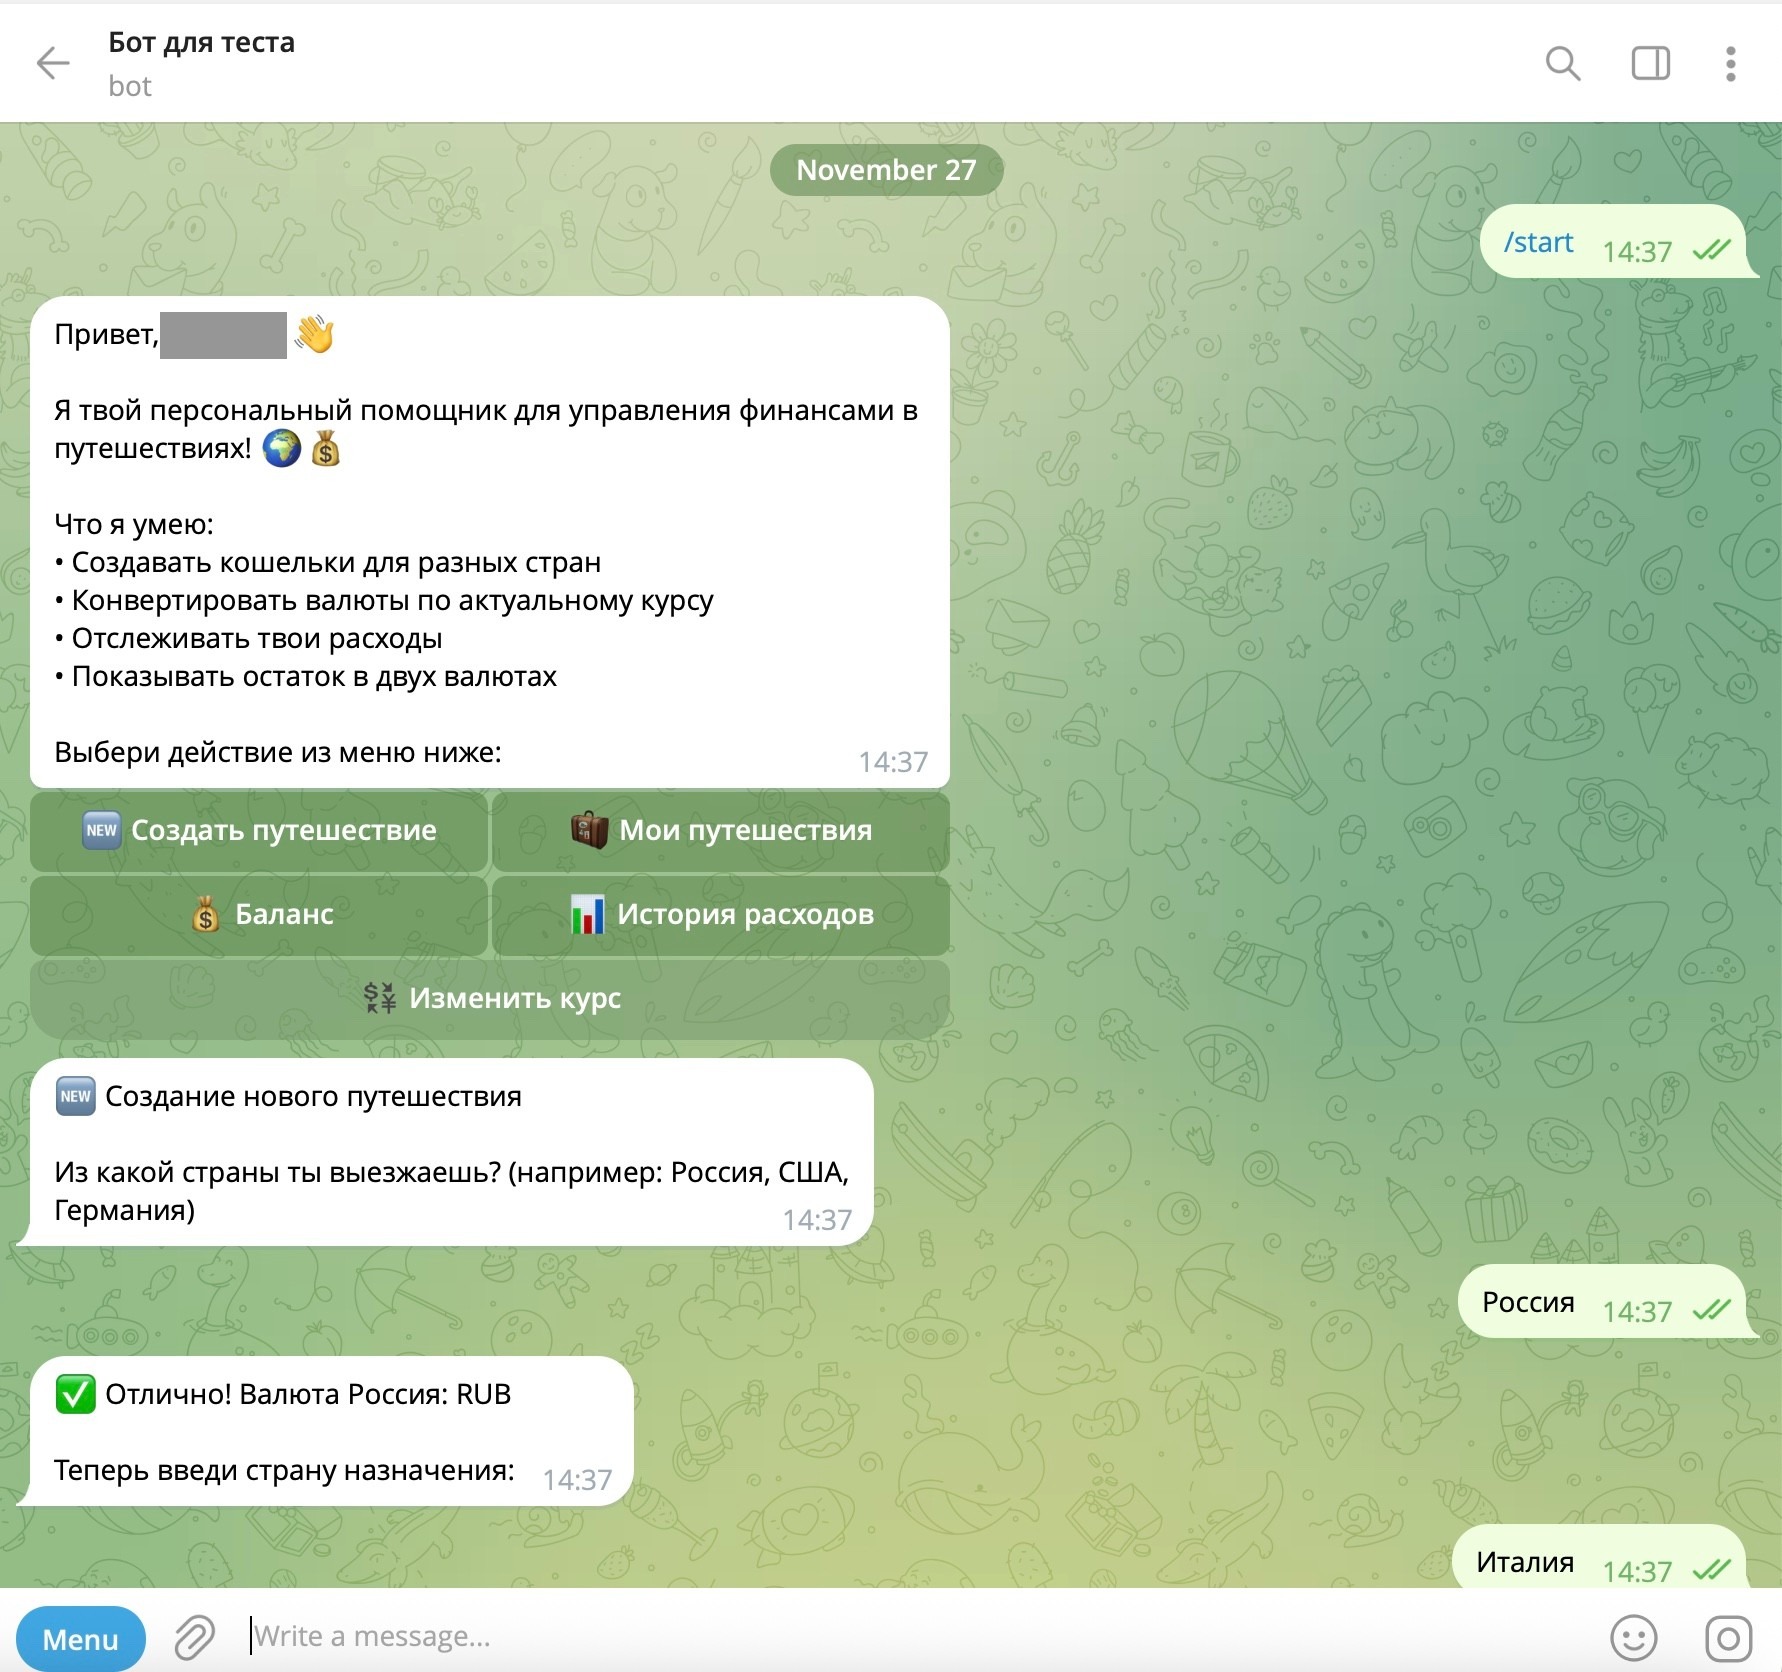 Бот для теста
bot
November 27
/start 14:37
Привет, 👋
Я твой персональный помощник для управления финансами в
путешествиях! 🌍 💰
Что я умею:
• Создавать кошельки для разных стран
• Конвертировать валюты по актуальному курсу
• Отслеживать твои расходы
• Показывать остаток в двух валютах
Выбери действие из меню ниже: 14:37
🆕 Создать путешествие
🧳 Мои путешествия
💰 Баланс
📊 История расходов
💱 Изменить курс
🆕 Создание нового путешествия
Из какой страны ты выезжаешь? (например: Россия, США,
Германия) 14:37
Россия 14:37
✅ Отлично! Валюта Россия: RUB
Теперь введи страну назначения: 14:37
Италия 14:37
Menu
Write a message...